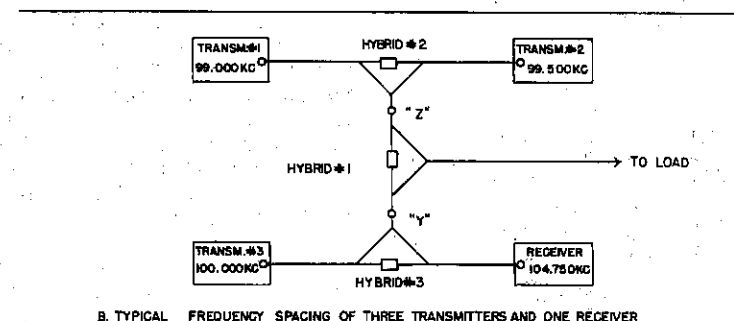 TRANSM.#1
99.000KC
HYBRID #2
TRANSM.#2
99.500KC
"Z"
HYBRID #1
TO LOAD
"Y"
TRANSM.#3
100.000KC
HYBRID#3
RECEIVER
104.750KC
B. TYPICAL FREQUENCY SPACING OF THREE TRANSMITTERS AND ONE RECEIVER